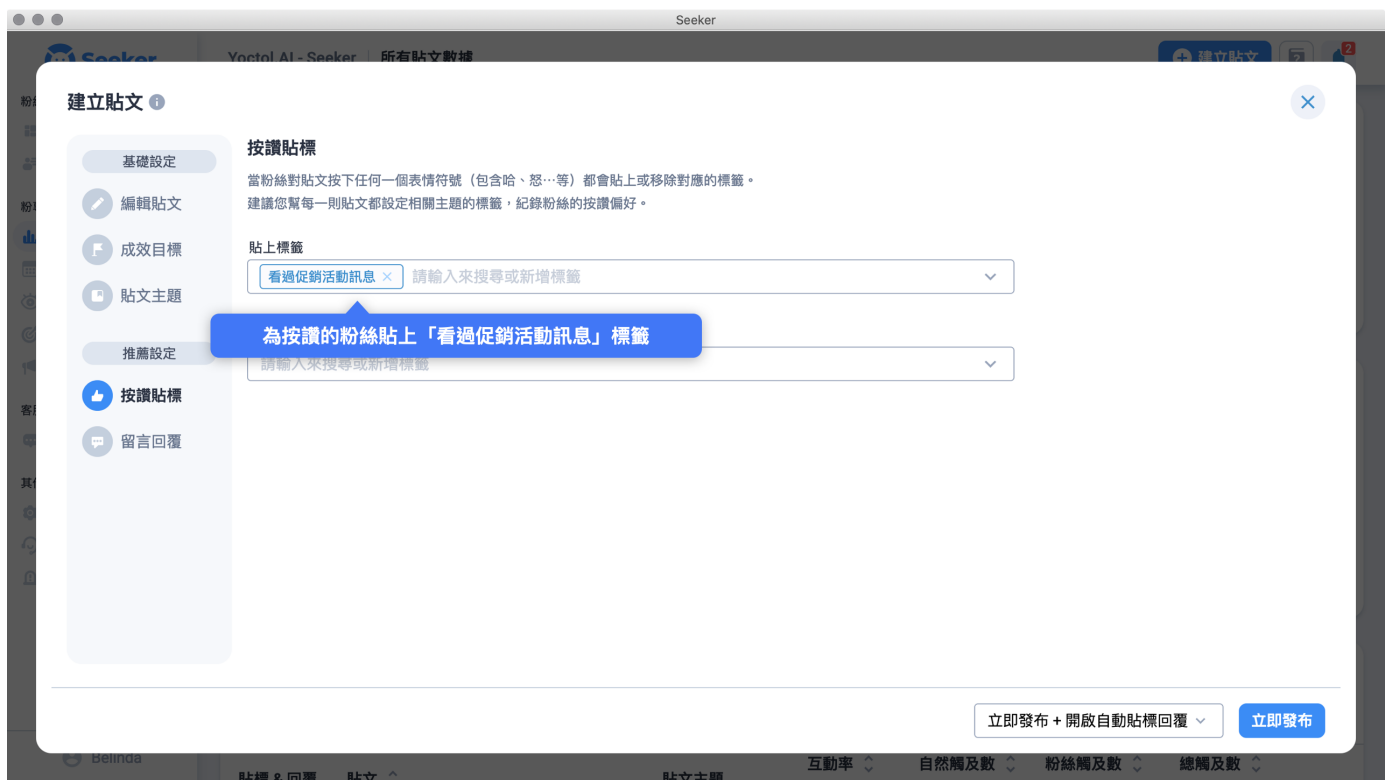 Seeker
Seeker
Yoctol AI - Seeker
所有貼文數據
建立貼文
2
建立貼文
基礎設定
編輯貼文
成效目標
貼文主題
推薦設定
按讚貼標
留言回覆
按讚貼標
當粉絲對貼文按下任何一個表情符號（包含哈、怒…等）都會貼上或移除對應的標籤。
建議您幫每一則貼文都設定相關主題的標籤，紀錄粉絲的按讚偏好。
貼上標籤
看過促銷活動訊息 × 請輸入來搜尋或新增標籤
為按讚的粉絲貼上「看過促銷活動訊息」標籤
請輸入來搜尋或新增標籤
立即發布 + 開啟自動貼標回覆
立即發布
Belinda
貼標 & 回覆
貼文
貼文主題
互動率
自然觸及數
粉絲觸及數
總觸及數